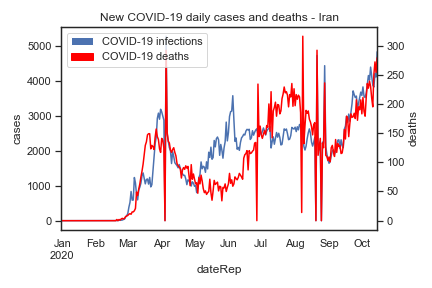 New COVID-19 daily cases and deaths - Iran
COVID-19 infections
COVID-19 deaths
5000
4000
3000
2000
1000
0
cases
300
250
200
150
100
50
0
deaths
Jan Feb Mar Apr May Jun Jul Aug Sep Oct
2020
dateRep